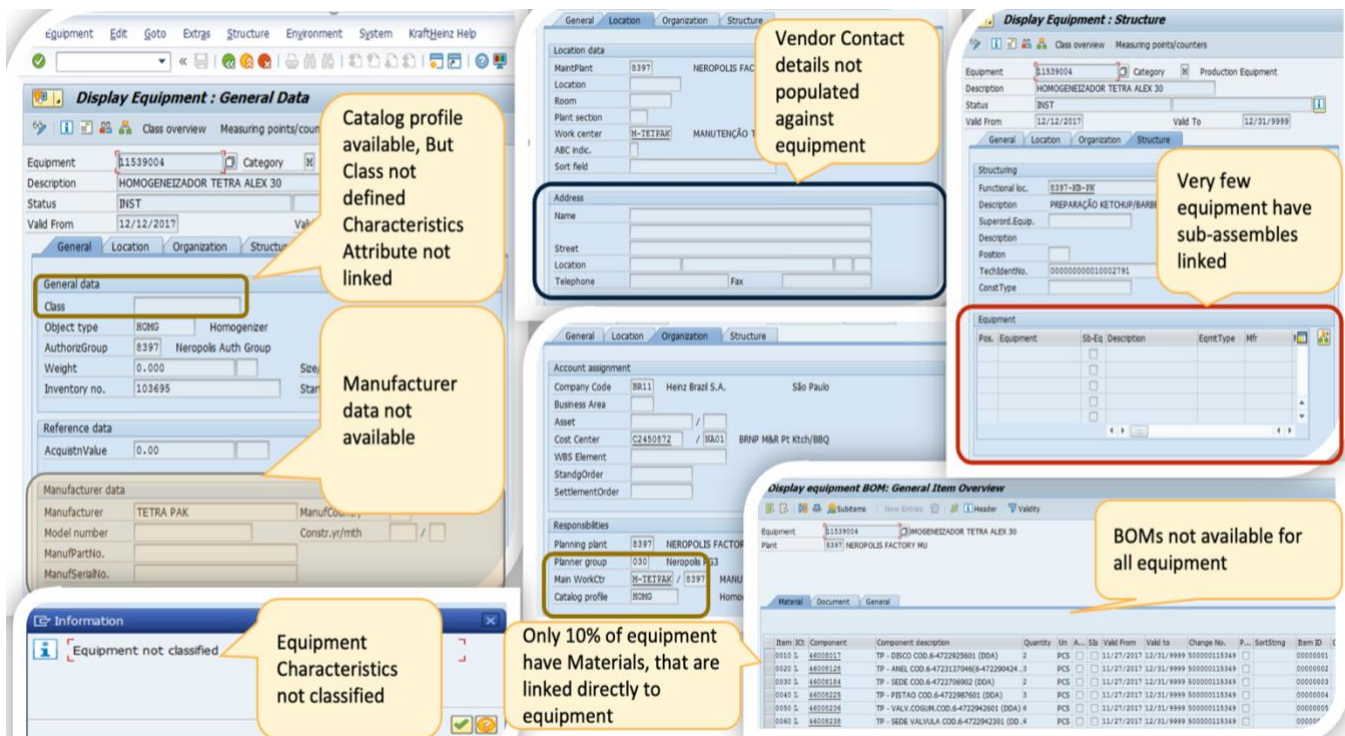 Equipment Edit Goto Extras Structure Environment System KraftHeinz Help
Display Equipment : General Data
Class overview Measuring points/coun
Equipment 11539004 Category M
Description HOMOGENEIZADOR TETRA ALEX 30
Status INST
Valid From 12/12/2017
General Location Organization Structu
General data
Class
Object type HOMG Homogenizer
AuthorizGroup 8397 Neropolis Auth Group
Weight 0.000 Size/
Inventory no. 103695 Star
Reference data
AcquistnValue 0.00
Manufacturer data
Manufacturer TETRA PAK ManufCountry
Model number Constr.yr/mth /
ManufPartNo.
ManufSerialNo.
Catalog profile
available, But
Class not
defined
Characteristics
Attribute not
linked
Manufacturer
data not
available
Information
Equipment not classified
Equipment
Characteristics
not classified
General Location Organization Structure
Location data
MaintPlant 8397 NEROPOLIS FAC
Location
Room
Plant section
Work center M-TETPAK MANUTENÇÃO T
ABC indic.
Sort field
Address
Name
Street
Location
Telephone Fax
Vendor Contact
details not
populated
against
equipment
General Location Organization Structure
Account assignment
Company Code BR11 Heinz Brazil S.A. São Paulo
Business Area
Asset /
Cost Center C2450872 / NA01 BRNP M&R Pt Ktch/BBQ
WBS Element
StandgOrder
SettlementOrder
Responsibilities
Planning plant 8397 NEROPOLIS FACTOR
Planner group 030 Neropolis PG3
Main WorkCtr M-TETPAK / 8397 MANU
Catalog profile HOMG Homo
Only 10% of equipment
have Materials, that are
linked directly to
equipment
Display Equipment : Structure
Class overview Measuring points/counters
Equipment 11539004 Category M Production Equipment
Description HOMOGENEIZADOR TETRA ALEX 30
Status INST
Valid From 12/12/2017 Valid To 12/31/9999
General Location Organization Structure
Structuring
Functional loc. 8397-KB-PK
Description PREPARAÇÃO KETCHUP/BARBE
Superord.Equip.
Description
Position
TechIdentNo. 000000000010002791
ConstType
Equipment
Pos. Equipment Sb-Eq Description EqmtType Mfr
Very few
equipment have
sub-assembles
linked
Display equipment BOM: General Item Overview
Subitems New Entries Header Validity
Equipment 11539004 HOMOGENEIZADOR TETRA ALEX 30
Plant 8397 NEROPOLIS FACTORY MU
BOMs not available for
all equipment
Material Document General
Item ICt Component Component description Quantity Un A... SIs Valid From Valid to Change No. P... SortStrng Item ID
0010 L 46008017 TP - DISCO COD.6-4722925601 (DDA) 2 PCS 11/27/2017 12/31/9999 500000115349 00000001
0020 L 46008128 TP - ANEL COD.6-4723137046(6-472290424.. 3 PCS 11/27/2017 12/31/9999 500000115349 00000002
0030 L 46008184 TP - SEDE COD.6-4722706902 (DDA) 2 PCS 11/27/2017 12/31/9999 500000115349 00000003
0040 L 46008225 TP - PISTAO COD.6-4722987601 (DDA) 3 PCS 11/27/2017 12/31/9999 500000115349 00000004
0050 L 46008236 TP - VALV.COGUM.COD.6-4722942601 (DDA) 6 PCS 11/27/2017 12/31/9999 500000115349 00000005
0060 L 46008238 TP - SEDE VALVULA COD.6-4722942301 (DD.. 6 PCS 11/27/2017 12/31/9999 500000115349